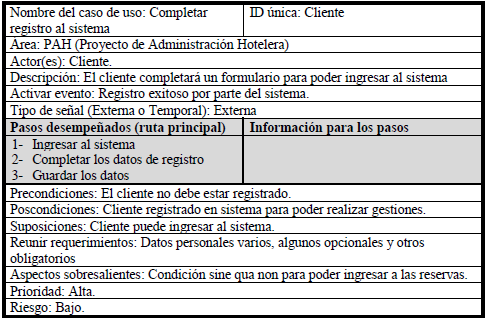 Nombre del caso de uso: Completar
registro al sistema
ID única: Cliente
Área: PAH (Proyecto de Administración Hotelera)
Actor(es): Cliente.
Descripción: El cliente completará un formulario para poder ingresar al sistema
Activar evento: Registro exitoso por parte del sistema.
Tipo de señal (Externa o Temporal): Externa
Pasos desempeñados (ruta principal)
Información para los pasos
1- Ingresar al sistema
2- Completar los datos de registro
3- Guardar los datos
Precondiciones: El cliente no debe estar registrado.
Poscondiciones: Cliente registrado en sistema para poder realizar gestiones.
Suposiciones: Cliente puede ingresar al sistema.
Reunir requerimientos: Datos personales varios, algunos opcionales y otros
obligatorios
Aspectos sobresalientes: Condición sine qua non para poder ingresar a las reservas.
Prioridad: Alta.
Riesgo: Bajo.